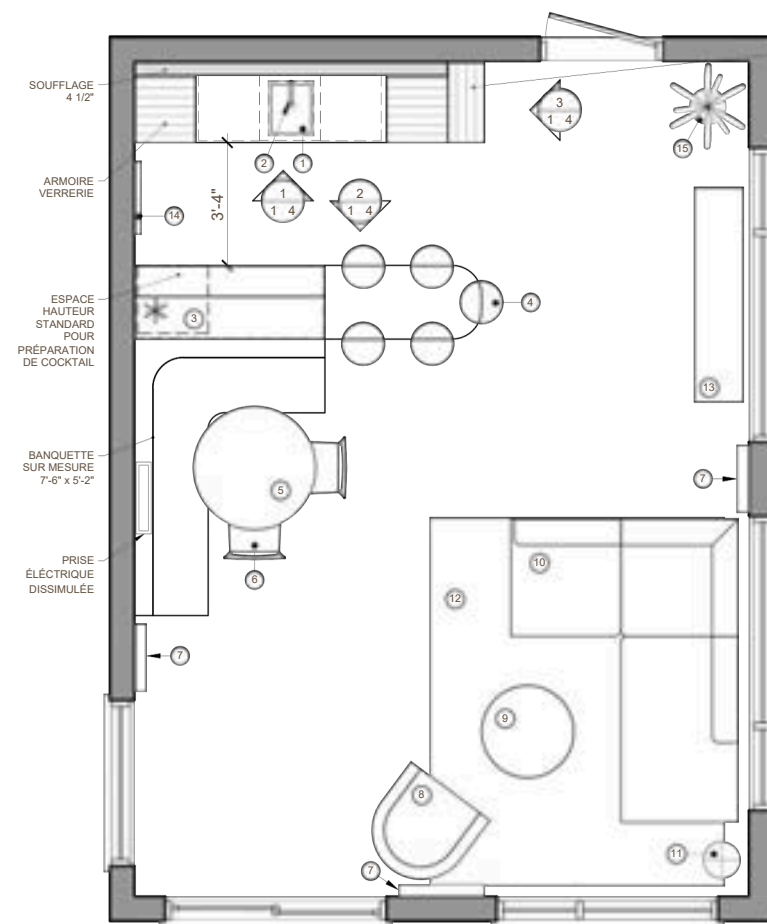 SOUFFLAGE
4 1/2"
3
1 4
15
2
1
ARMOIRE
VERRERIE
14
3'-4"
1
1 4
2
1 4
ESPACE
HAUTEUR
STANDARD
POUR
PRÉPARATION
DE COCKTAIL
3
4
13
BANQUETTE
SUR MESURE
7'-6" x 5'-2"
5
7
PRISE
ÉLÉCTRIQUE
DISSIMULÉE
6
10
12
7
9
8
11
7